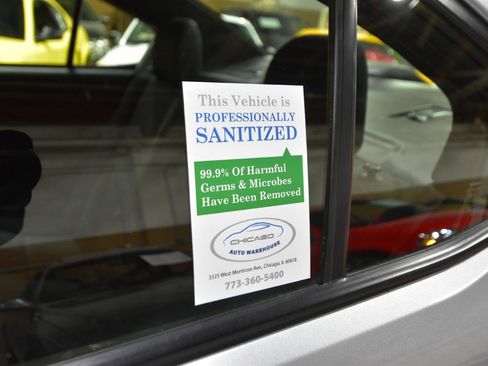 This Vehicle is
PROFESSIONALLY
SANITIZED
99.9% Of Harmful
Germs & Microbes
Have Been Removed
CHICAGO
AUTO WAREHOUSE
3325 West Montrose Ave., Chicago, IL 60618
773-360-5400